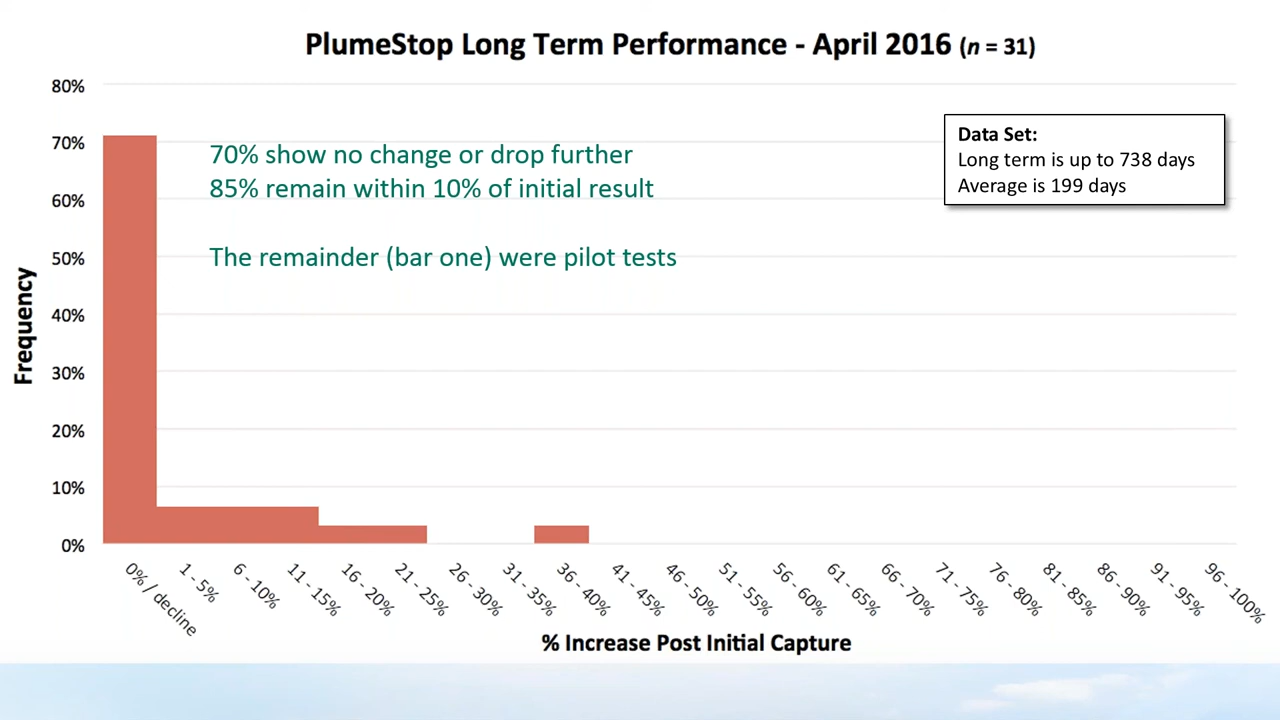 PlumeStop Long Term Performance - April 2016 (n = 31)
80%
70%
60%
50%
40%
30%
20%
10%
0%
Frequency
70% show no change or drop further
85% remain within 10% of initial result
The remainder (bar one) were pilot tests
Data Set:
Long term is up to 738 days
Average is 199 days
0% / decline
1 - 5%
6 - 10%
11 - 15%
16 - 20%
21 - 25%
26 - 30%
31 - 35%
36 - 40%
41 - 45%
46 - 50%
51 - 55%
56 - 60%
61 - 65%
66 - 70%
71 - 75%
76 - 80%
81 - 85%
86 - 90%
91 - 95%
96 - 100%
% Increase Post Initial Capture